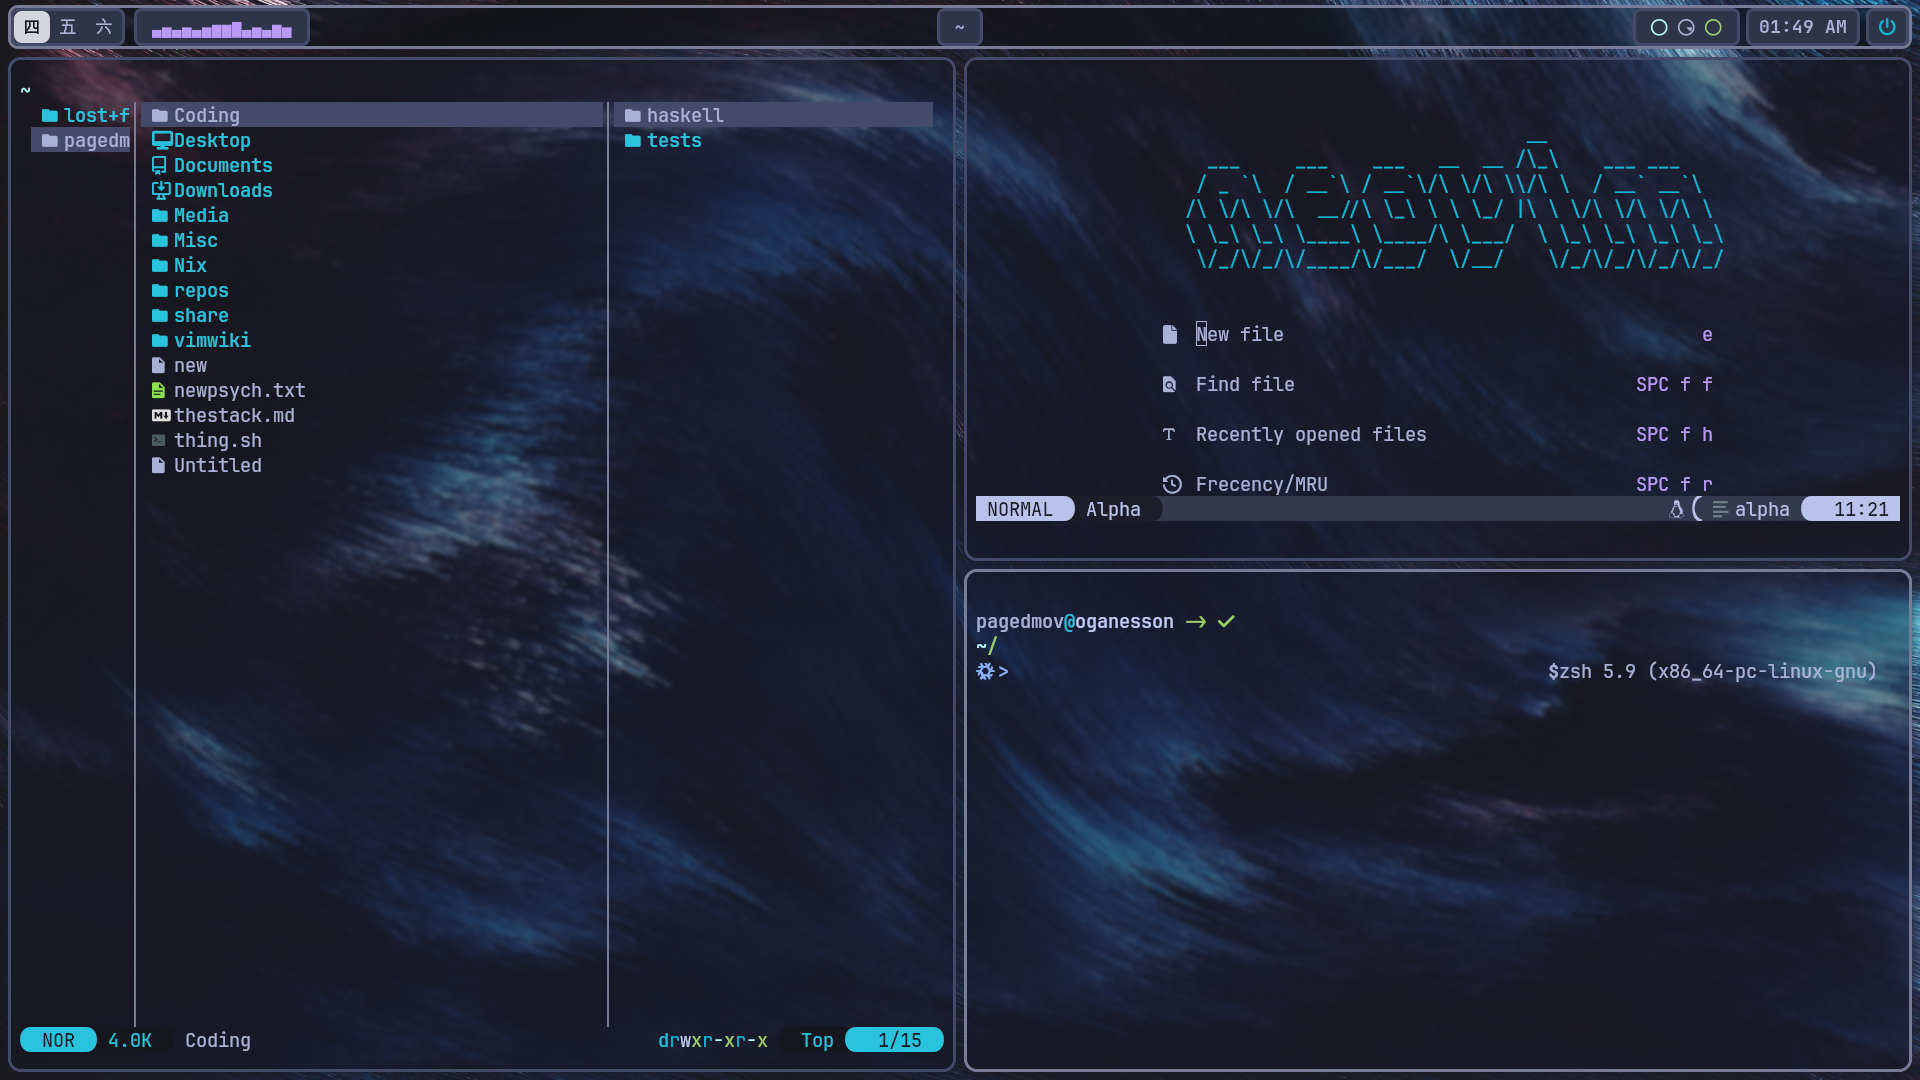 四 五 六
~
01:49 AM
~
lost+f
pagedm
Coding
Desktop
Documents
Downloads
Media
Misc
Nix
repos
share
vimwiki
new
newpsych.txt
thestack.md
thing.sh
Untitled
haskell
tests
NOR 4.0K Coding drwxr-xr-x Top 1/15
neovim
New file e
Find file SPC f f
Recently opened files SPC f h
Frecency/MRU SPC f r
NORMAL Alpha alpha 11:21
pagedmov@oganesson
~/
> $zsh 5.9 (x86_64-pc-linux-gnu)